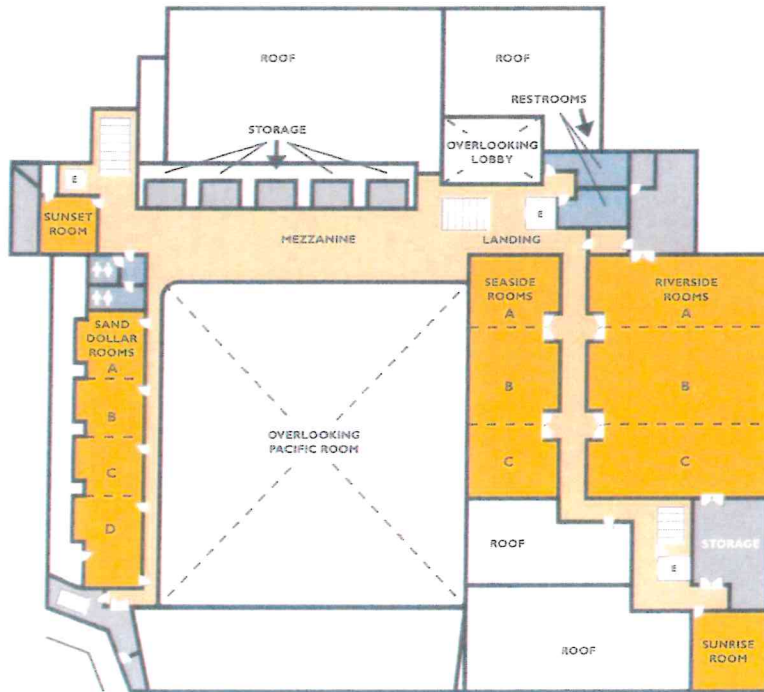 ROOF
ROOF
RESTROOMS
STORAGE
OVERLOOKING
LOBBY
E
SUNSET
ROOM
E
MEZZANINE
LANDING
SEASIDE
ROOMS
A
RIVERSIDE
ROOMS
A
SAND
DOLLAR
ROOMS
A
B
B
B
OVERLOOKING
PACIFIC ROOM
C
C
C
D
ROOF
STORAGE
E
ROOF
SUNRISE
ROOM